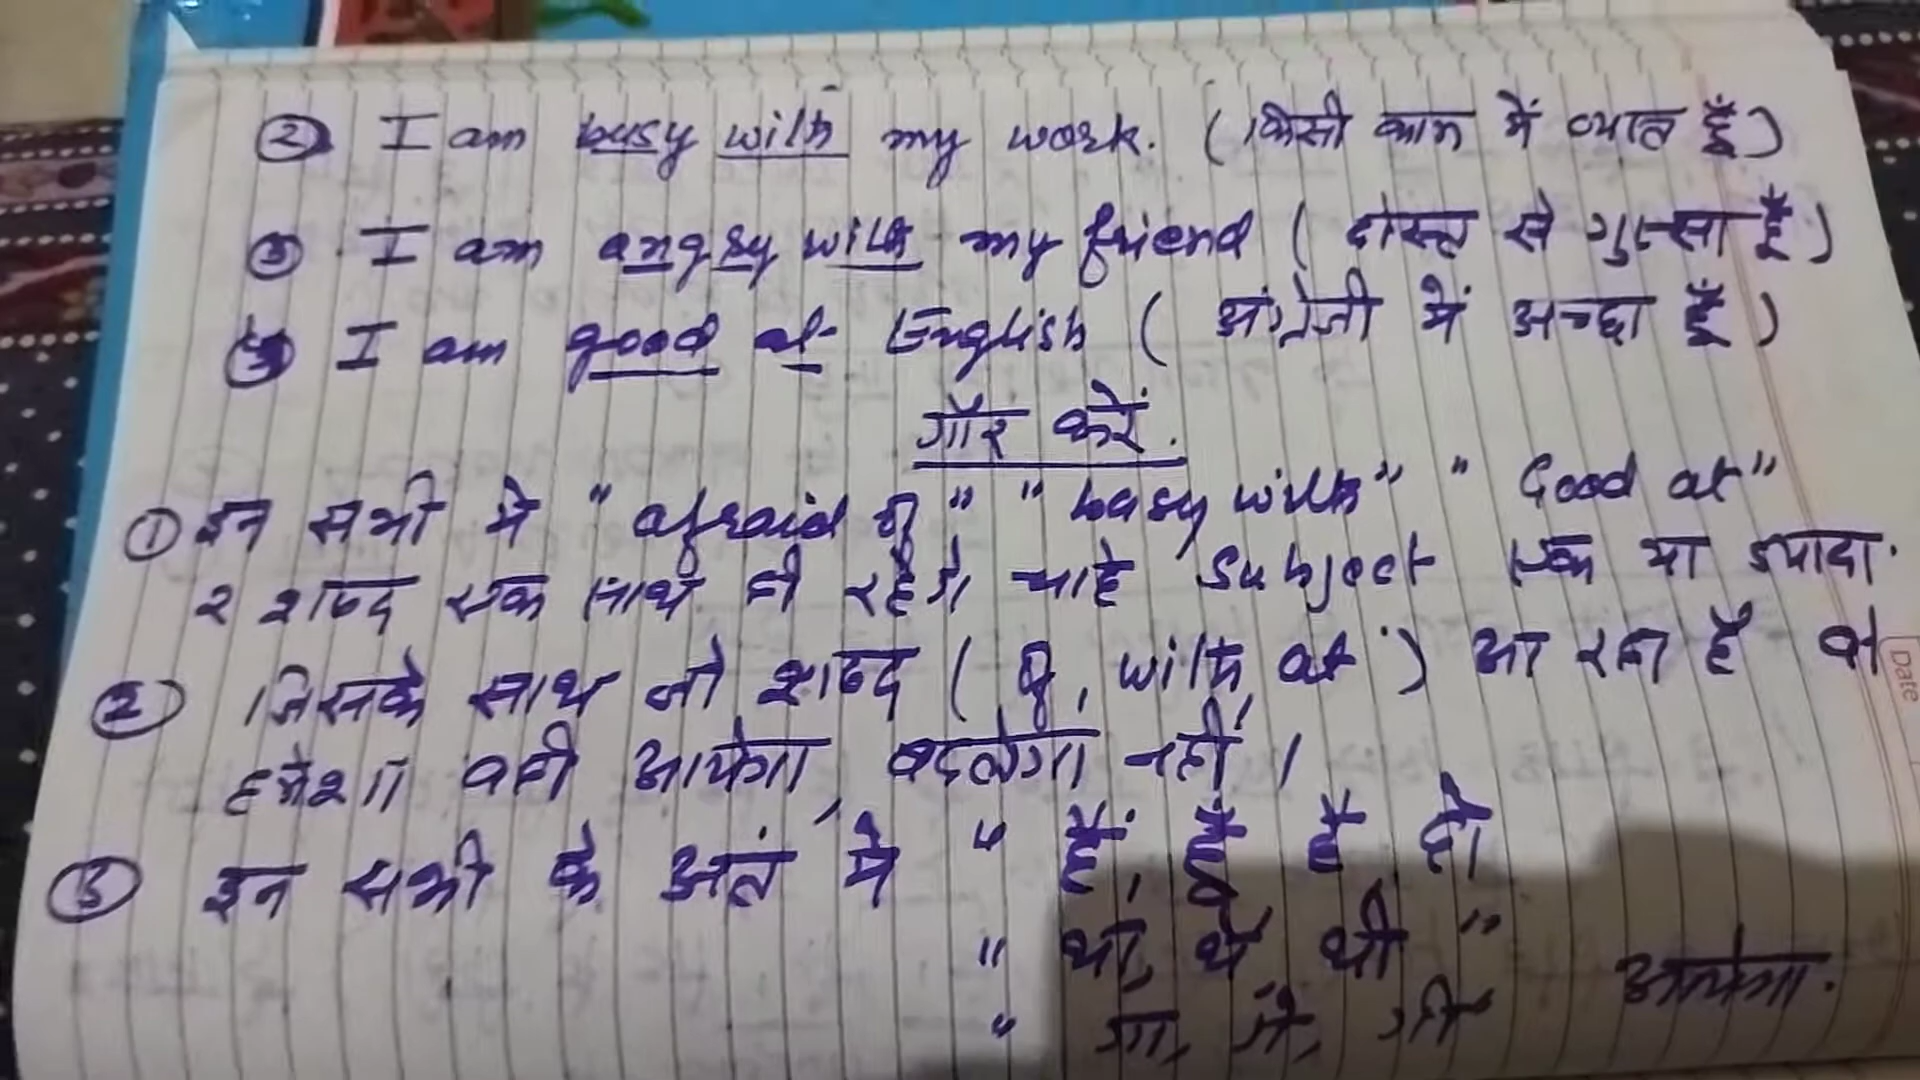 ② I am busy with my work. (किसी काम में व्यस्त हूँ)
③ I am angry with my friend (दोस्त से गुस्सा हूँ)
I am good at English (अंग्रेजी में अच्छा हूँ)
गौर करें.
① इन सभी में "afraid of" "busy with" "Good at"
2 शब्द एक साथ ही रहेंगे चाहे Subject एक या ज्यादा.
② जिसके साथ जो शब्द (of, with, at) आ रहा है वो
हमेशा वही आयेगा, बदलेगा नहीं।
③ इन सभी के अंत में "हैं, हूँ, है, हो
"था, थे, थी"
"गा, गे, गी" आयेगा.
Date